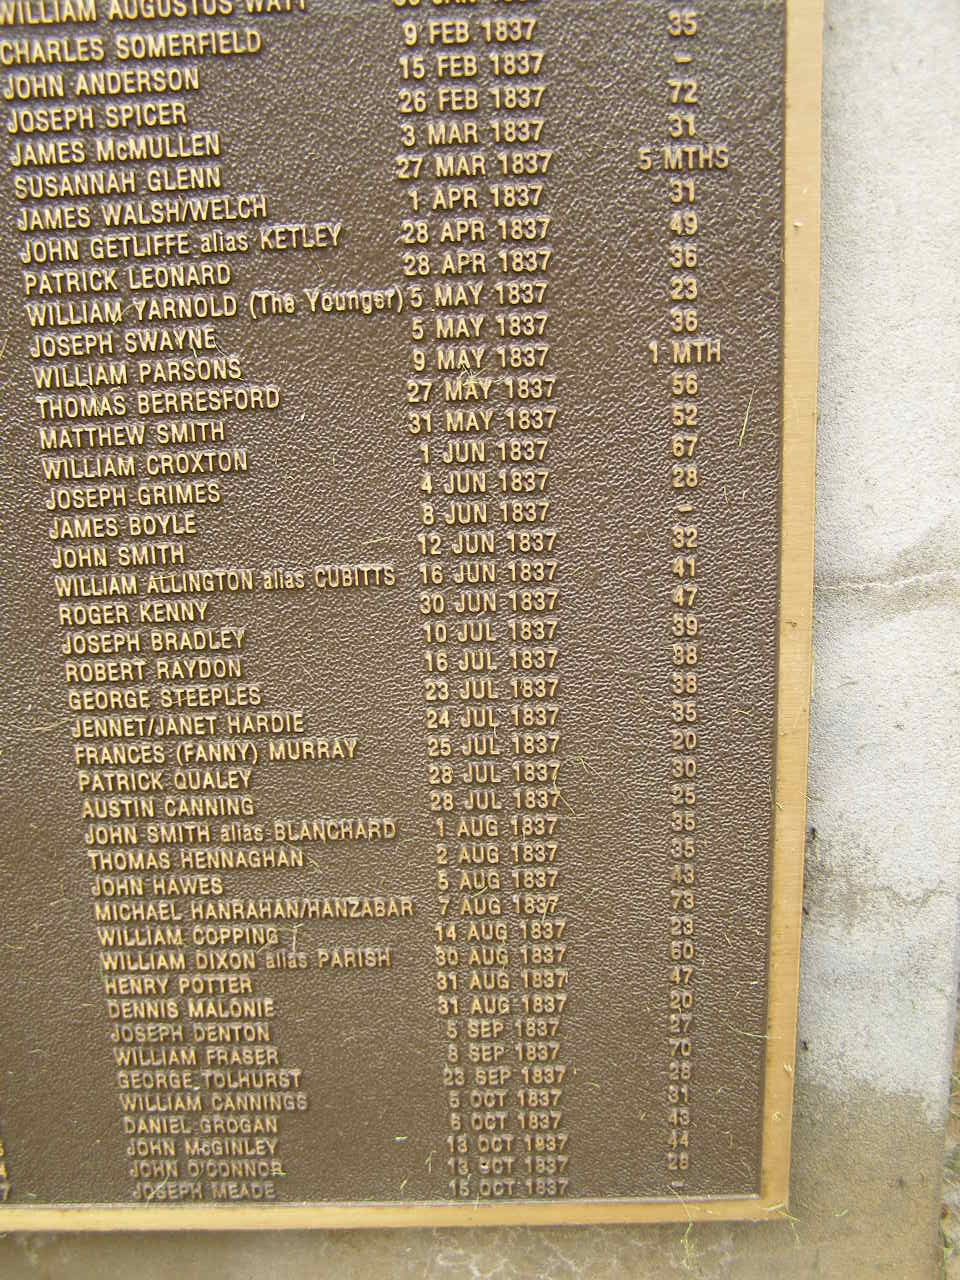 WILLIAM AUGUSTUS WATT JAN
CHARLES SOMERFIELD 9 FEB 1837 35
JOHN ANDERSON 15 FEB 1837 -
JOSEPH SPICER 26 FEB 1837 72
JAMES McMULLEN 3 MAR 1837 31
SUSANNAH GLENN 27 MAR 1837 5 MTHS
JAMES WALSH/WELCH 1 APR 1837 31
JOHN GETLIFFE alias KETLEY 28 APR 1837 49
PATRICK LEONARD 28 APR 1837 36
WILLIAM YARNOLD (The Younger) 5 MAY 1837 23
JOSEPH SWAYNE 5 MAY 1837 36
WILLIAM PARSONS 9 MAY 1837 1 MTH
THOMAS BERRESFORD 27 MAY 1837 56
MATTHEW SMITH 31 MAY 1837 52
WILLIAM CROXTON 1 JUN 1837 67
JOSEPH GRIMES 4 JUN 1837 28
JAMES BOYLE 8 JUN 1837 -
JOHN SMITH 12 JUN 1837 32
WILLIAM ALLINGTON alias CUBITTS 16 JUN 1837 41
ROGER KENNY 30 JUN 1837 47
JOSEPH BRADLEY 10 JUL 1837 39
ROBERT RAYDON 16 JUL 1837 38
GEORGE STEEPLES 23 JUL 1837 38
JENNET/JANET HARDIE 24 JUL 1837 35
FRANCES (FANNY) MURRAY 25 JUL 1837 20
PATRICK QUALEY 28 JUL 1837 30
AUSTIN CANNING 28 JUL 1837 25
JOHN SMITH alias BLANCHARD 1 AUG 1837 35
THOMAS HENNAGHAN 2 AUG 1837 35
JOHN HAWES 5 AUG 1837 43
MICHAEL HANRAHAN/HANZABAR 7 AUG 1837 73
WILLIAM COPPING 14 AUG 1837 23
WILLIAM DIXON alias PARISH 30 AUG 1837 60
HENRY POTTER 31 AUG 1837 47
DENNIS MALONIE 31 AUG 1837 20
JOSEPH DENTON 5 SEP 1837 27
WILLIAM FRASER 8 SEP 1837 70
GEORGE TOLHURST 23 SEP 1837 28
WILLIAM CANNINGS 5 OCT 1837 31
DANIEL GROGAN 6 OCT 1837 43
JOHN McGINLEY 13 OCT 1837 44
JOHN O'CONNOR 13 OCT 1837 28
JOSEPH MEADE 15 OCT 1837 -